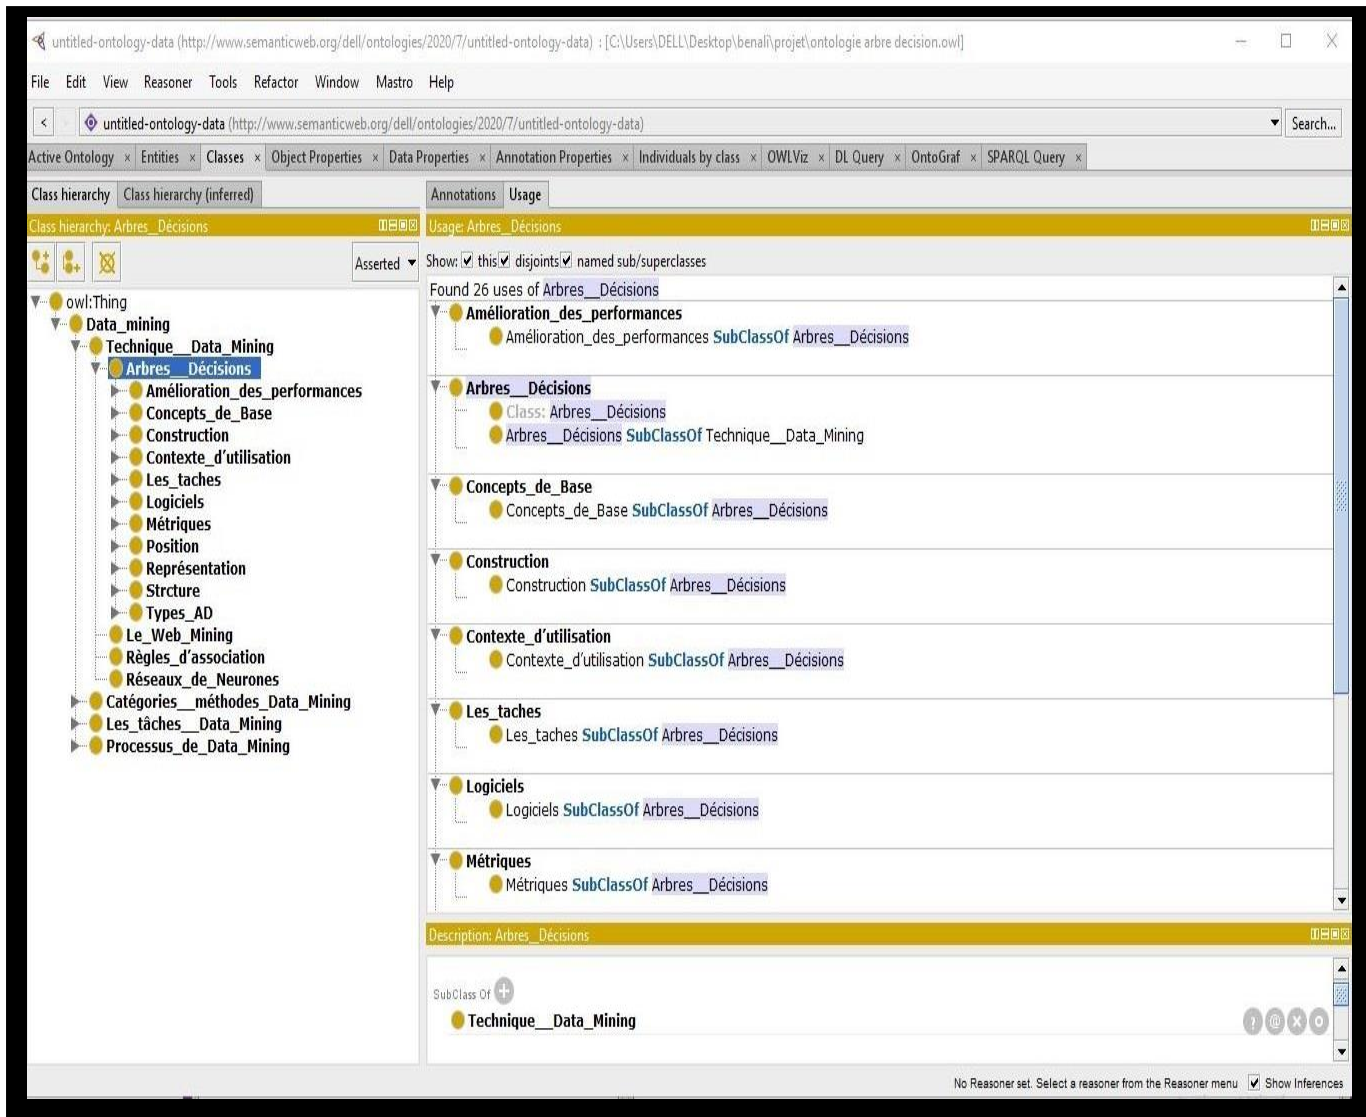 untitled-ontology-data (http://www.semanticweb.org/dell/ontologies/2020/7/untitled-ontology-data) : [C:\Users\DELL\Desktop\benali\projet\ontologie arbre decision.owl]
File Edit View Reasoner Tools Refactor Window Mastro Help
untitled-ontology-data (http://www.semanticweb.org/dell/ontologies/2020/7/untitled-ontology-data) Search...
Active Ontology Entities Classes Object Properties Data Properties Annotation Properties Individuals by class OWLViz DL Query OntoGraf SPARQL Query
Class hierarchy Class hierarchy (inferred)
Class hierarchy: Arbres__Décisions
Asserted
owl:Thing
Data_mining
Technique__Data_Mining
Arbres__Décisions
Amélioration_des_performances
Concepts_de_Base
Construction
Contexte_d'utilisation
Les_taches
Logiciels
Métriques
Position
Représentation
Strcture
Types_AD
Le_Web_Mining
Règles_d'association
Réseaux_de_Neurones
Catégories__méthodes_Data_Mining
Les_tâches__Data_Mining
Processus_de_Data_Mining
Annotations Usage
Usage: Arbres__Décisions
Show: this disjoints named sub/superclasses
Found 26 uses of Arbres__Décisions
Amélioration_des_performances
Amélioration_des_performances SubClassOf Arbres__Décisions
Arbres__Décisions
Class: Arbres__Décisions
Arbres__Décisions SubClassOf Technique__Data_Mining
Concepts_de_Base
Concepts_de_Base SubClassOf Arbres__Décisions
Construction
Construction SubClassOf Arbres__Décisions
Contexte_d'utilisation
Contexte_d'utilisation SubClassOf Arbres__Décisions
Les_taches
Les_taches SubClassOf Arbres__Décisions
Logiciels
Logiciels SubClassOf Arbres__Décisions
Métriques
Métriques SubClassOf Arbres__Décisions
Description: Arbres__Décisions
SubClass Of
Technique__Data_Mining
No Reasoner set. Select a reasoner from the Reasoner menu Show Inferences